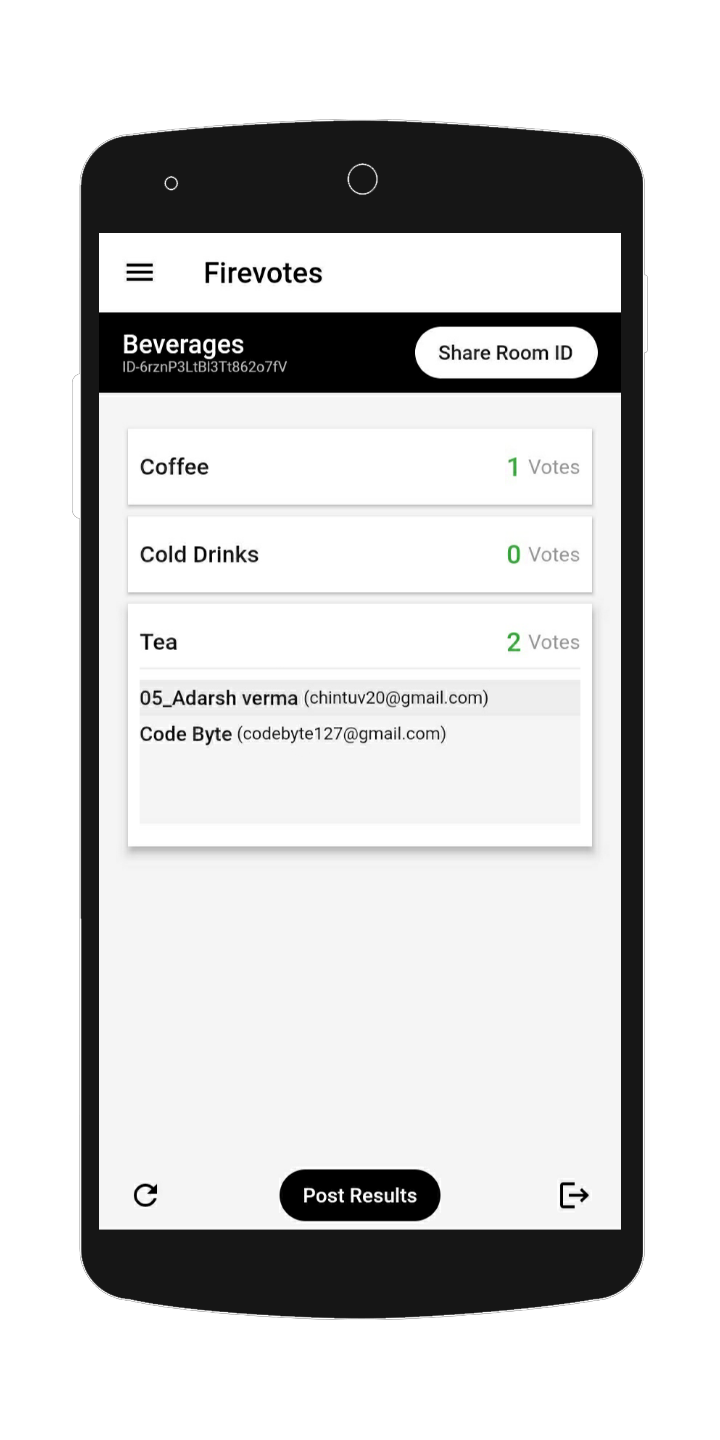 Firevotes
Beverages
Share Room ID
ID-6rznP3LtBl3Tt862o7fV
Coffee 1 Votes
Cold Drinks 0 Votes
Tea 2 Votes
05_Adarsh verma (chintuv20@gmail.com)
Code Byte (codebyte127@gmail.com)
Post Results